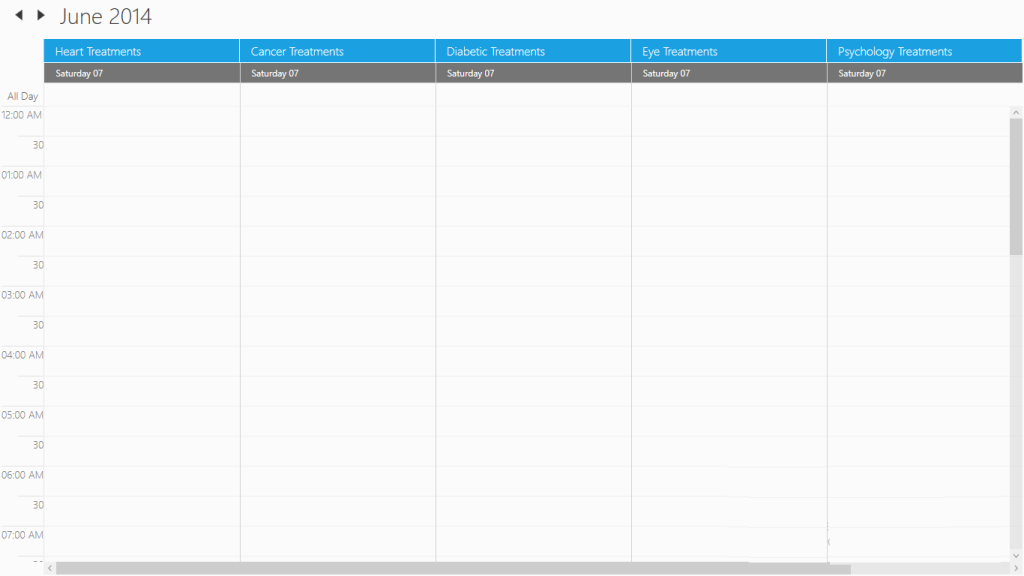 June 2014
Heart Treatments Cancer Treatments Diabetic Treatments Eye Treatments Psychology Treatments
Saturday 07 Saturday 07 Saturday 07 Saturday 07 Saturday 07
All Day
12:00 AM
30
01:00 AM
30
02:00 AM
30
03:00 AM
30
04:00 AM
30
05:00 AM
30
06:00 AM
30
07:00 AM